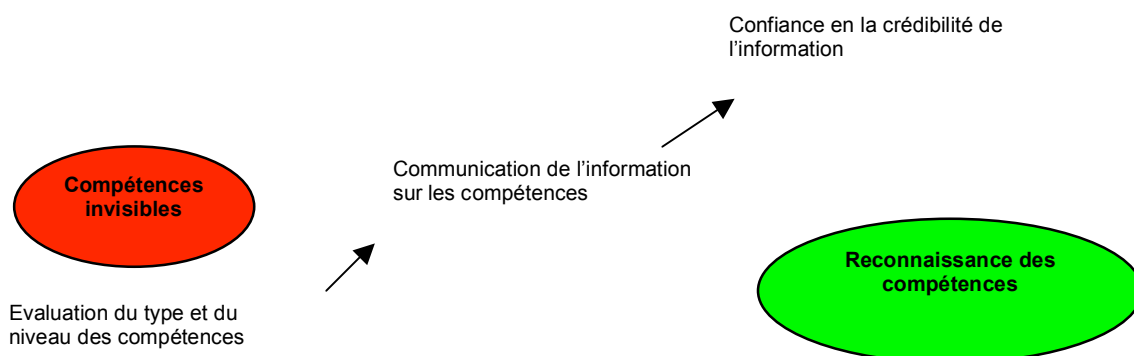 Confiance en la crédibilité de
l’information
Communication de l’information
sur les compétences
Compétences
invisibles
Reconnaissance des
compétences
Evaluation du type et du
niveau des compétences